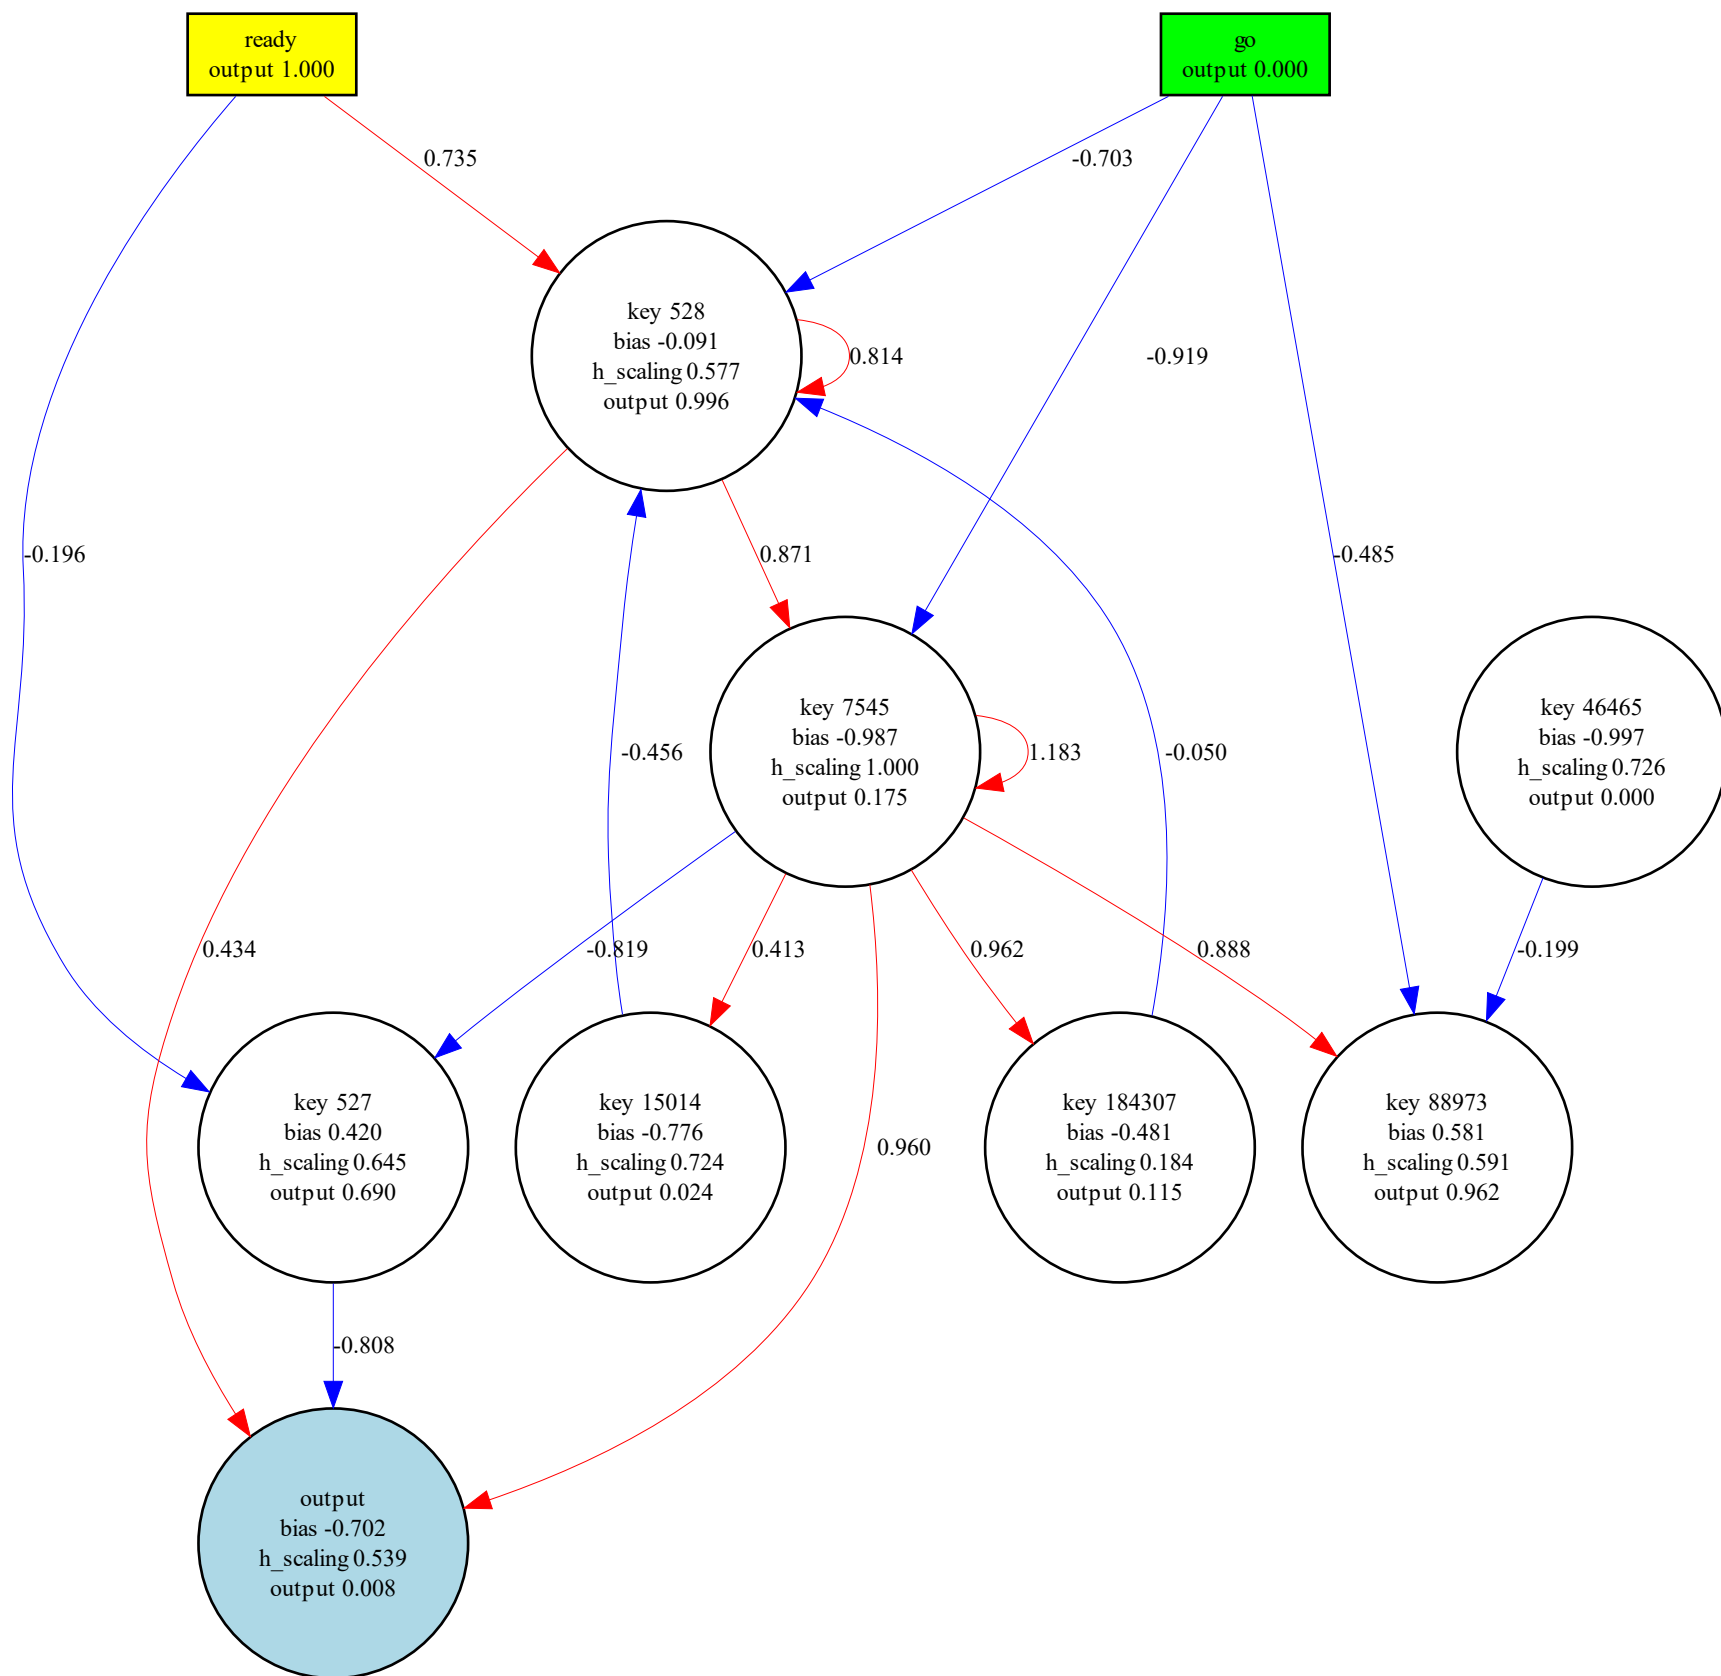 ready
output 1.000
go
output 0.000
0.735
-0.703
key 528
bias -0.091
h_scaling 0.577
output 0.996
0.814
-0.919
-0.196
0.871
-0.485
key 7545
bias -0.987
h_scaling 1.000
output 0.175
1.183
-0.456
-0.050
key 46465
bias -0.997
h_scaling 0.726
output 0.000
0.434
-0.819
0.413
0.962
0.888
-0.199
key 527
bias 0.420
h_scaling 0.645
output 0.690
key 15014
bias -0.776
h_scaling 0.724
output 0.024
0.960
key 184307
bias -0.481
h_scaling 0.184
output 0.115
key 88973
bias 0.581
h_scaling 0.591
output 0.962
-0.808
output
bias -0.702
h_scaling 0.539
output 0.008